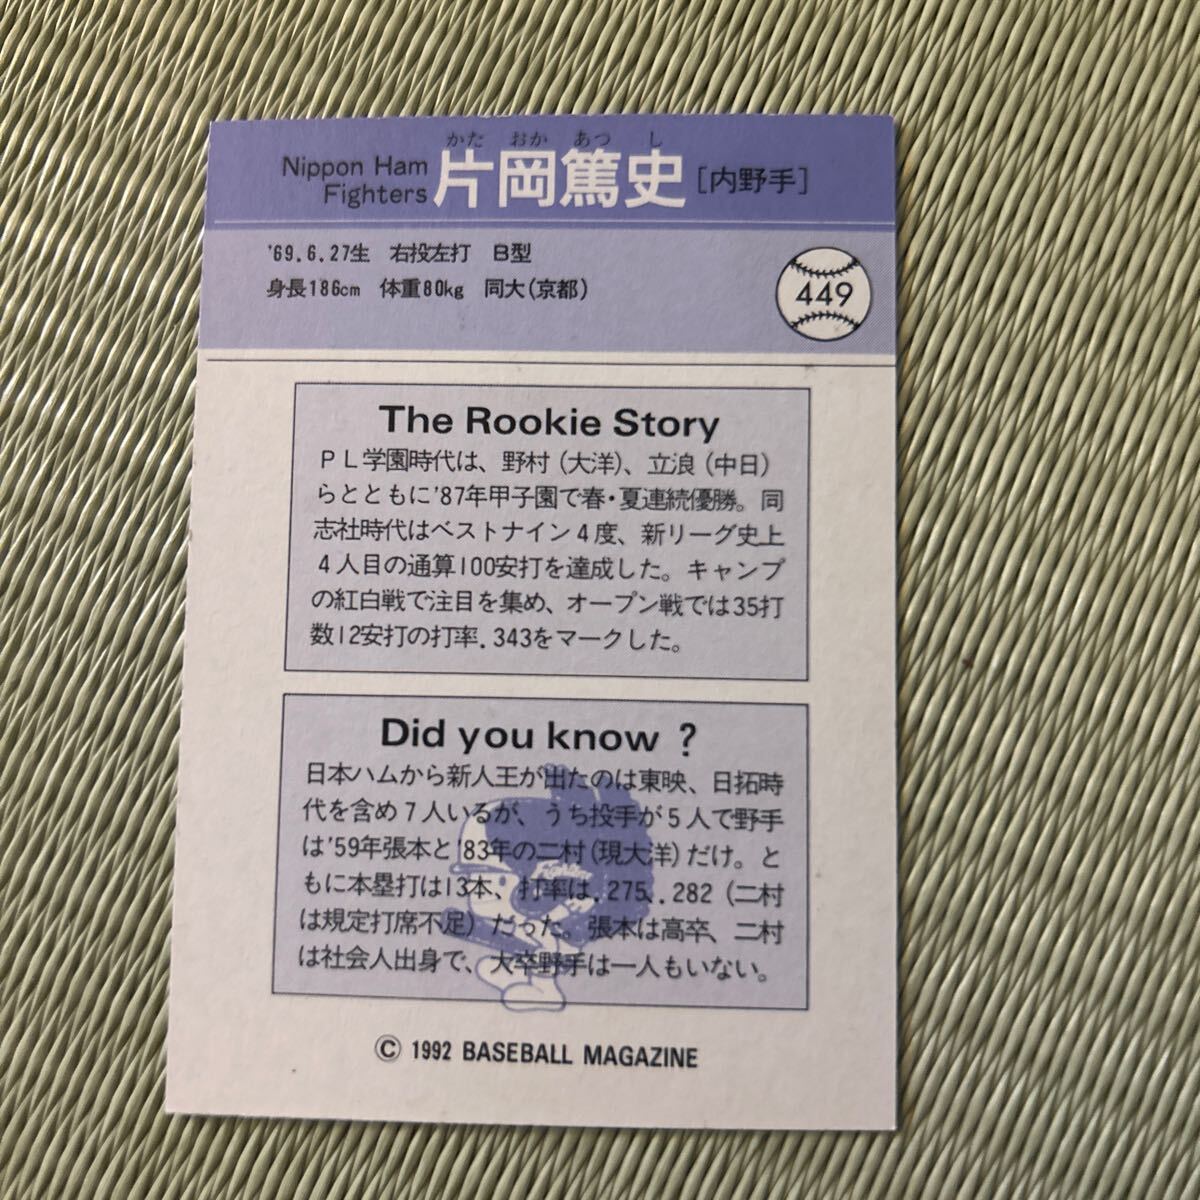 かた おか あつ し
Nippon Ham
Fighters
片岡篤史 [内野手]
'69.6.27生 右投左打 B型
身長186cm 体重80kg 同大(京都)
449
The Rookie Story
PL学園時代は、野村(大洋)、立浪(中日)
らとともに'87年甲子園で春・夏連続優勝。同
志社時代はベストナイン4度、新リーグ史上
4人目の通算100安打を達成した。キャンプ
の紅白戦で注目を集め、オープン戦では35打
数12安打の打率.343をマークした。
Did you know ?
日本ハムから新人王が出たのは東映、日拓時
代を含め7人いるが、うち投手が5人で野手
は'59年張本と'83年の二村(現大洋)だけ。と
もに本塁打は13本、打率は.275、.282(二村
は規定打席不足)だった。張本は高卒、二村
は社会人出身で、大卒野手は一人もいない。
Fighters
© 1992 BASEBALL MAGAZINE